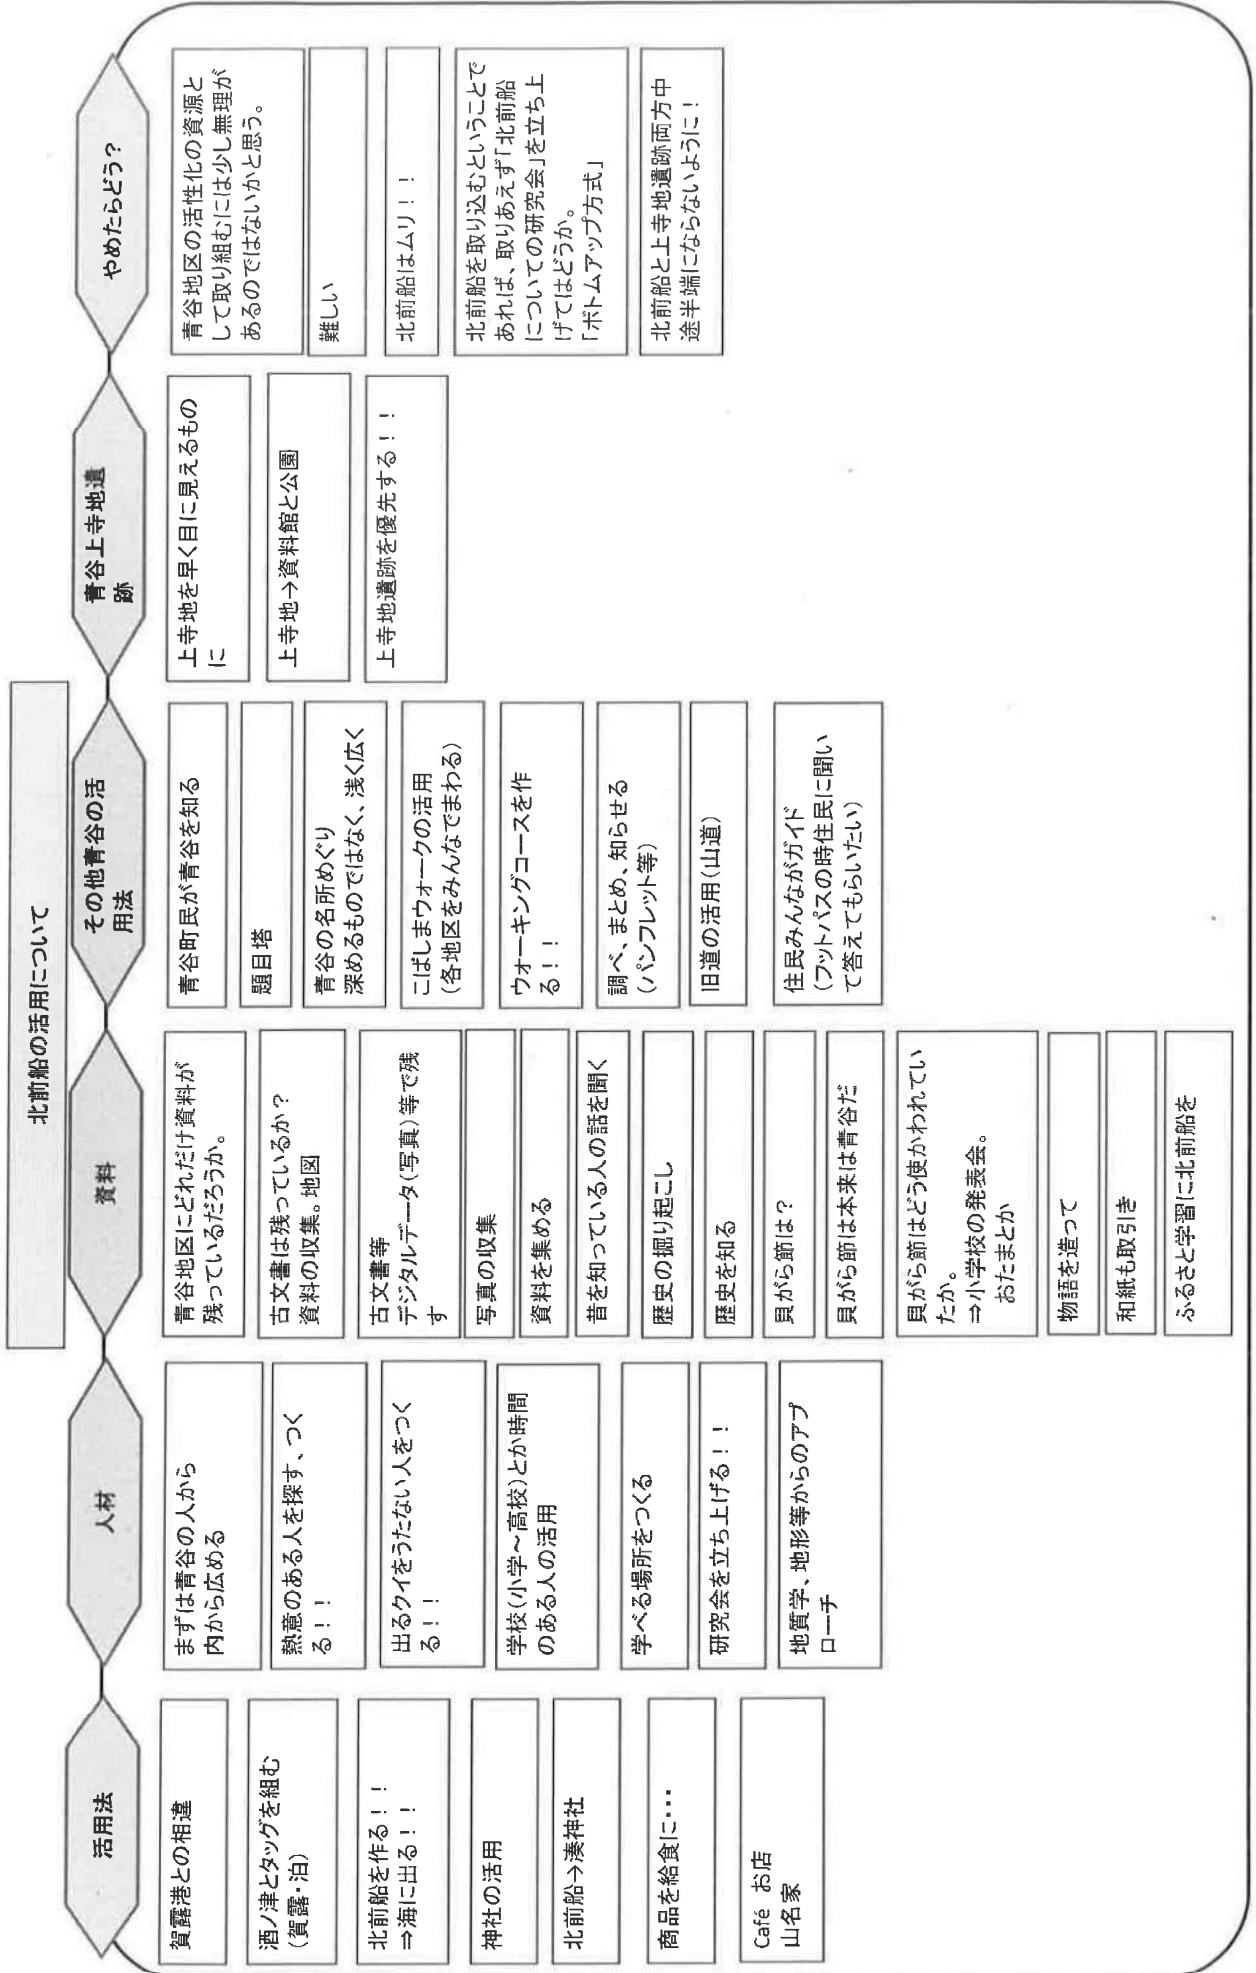 北前船の活用について
活用法
賀露港との相違
酒ノ津とタッグを組む
(賀露・泊)
北前船を作る！！
⇒海に出る！！
神社の活用
北前船→湊神社
商品を給食に・・・
Café お店
山名家
人材
まずは青谷の人から
内から広める
熱意のある人を探す、つく
る！！
出るクイをうたない人をつく
る！！
学校(小学～高校)とか時間
のある人の活用
学べる場所をつくる
研究会を立ち上げる！！
地質学、地形等からのアプ
ローチ
資料
青谷地区にどれだけ資料が
残っているだろうか。
古文書は残っているか？
資料の収集。地図
古文書等
デジタルデータ(写真)等で残
す
写真の収集
資料を集める
昔を知っている人の話を聞く
歴史の掘り起こし
歴史を知る
貝がら節は？
貝がら節は本来は青谷だ
貝がら節はどう使かわれてい
たか。
⇒小学校の発表会。
おたまとか
物語を造って
和紙も取引き
ふるさと学習に北前船を
その他青谷の活
用法
青谷町民が青谷を知る
題目塔
青谷の名所めぐり
深めるものではなく、浅く広く
こばしまウォークの活用
(各地区をみんなでまわる)
ウォーキングコースを作
る！！
調べ、まとめ、知らせる
(パンフレット等)
旧道の活用(山道)
住民みんながガイド
(フットパスの時住民に聞い
て答えてもらいたい)
青谷上寺地遺
跡
上寺地を早く目に見えるもの
に
上寺地→資料館と公園
上寺地遺跡を優先する！！
やめたらどう？
青谷地区の活性化の資源と
して取り組むには少し無理が
あるのではないかと思う。
難しい
北前船はムリ！！
北前船を取り込むということで
あれば、取りあえず「北前船
についての研究会」を立ち上
げてはどうか。
「ボトムアップ方式」
北前船と上寺地遺跡両方中
途半端にならないように！